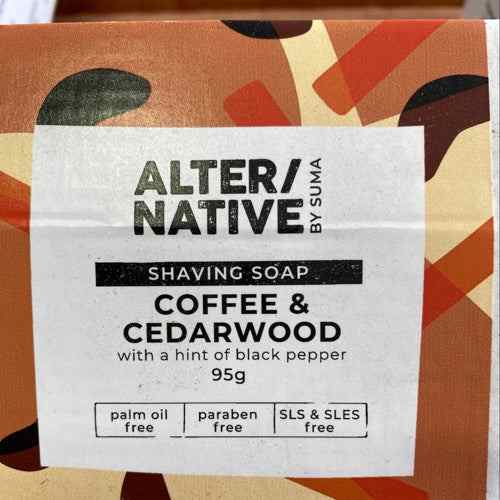 ALTER/
NATIVE
BY SUMA
SHAVING SOAP
COFFEE &
CEDARWOOD
with a hint of black pepper
95g
palm oil
free
paraben
free
SLS & SLES
free